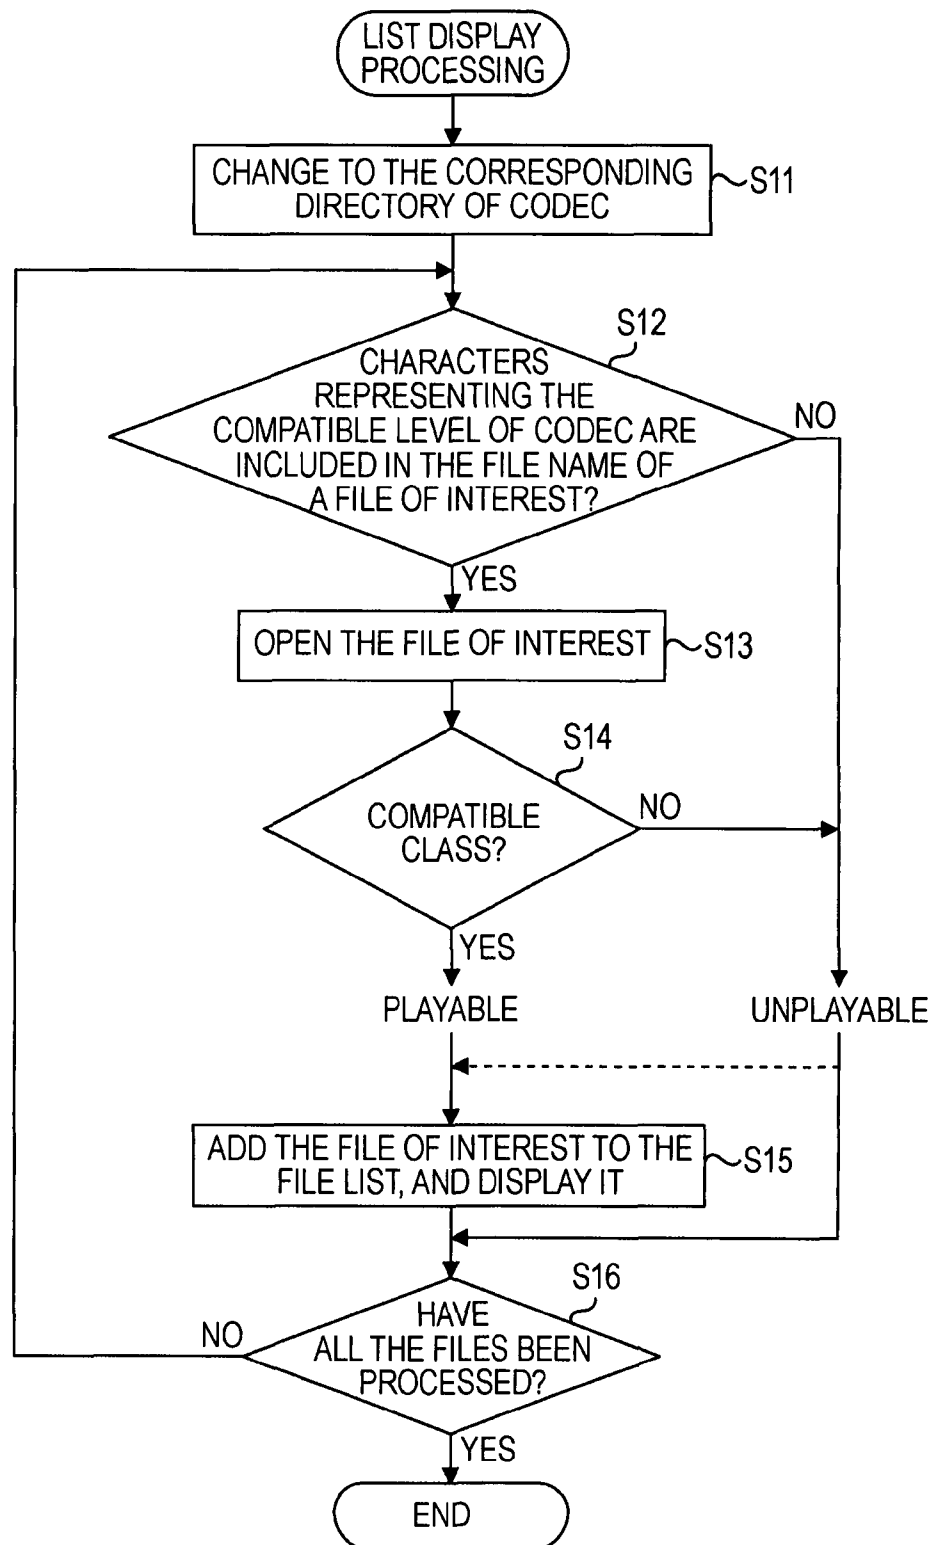 LIST DISPLAY
PROCESSING
CHANGE TO THE CORRESPONDING
DIRECTORY OF CODEC
S11
S12
CHARACTERS
REPRESENTING THE
COMPATIBLE LEVEL OF CODEC ARE
INCLUDED IN THE FILE NAME OF
A FILE OF INTEREST?
NO
YES
OPEN THE FILE OF INTEREST
S13
S14
COMPATIBLE
CLASS?
NO
YES
PLAYABLE
UNPLAYABLE
ADD THE FILE OF INTEREST TO THE
FILE LIST, AND DISPLAY IT
S15
S16
HAVE
ALL THE FILES BEEN
PROCESSED?
NO
YES
END